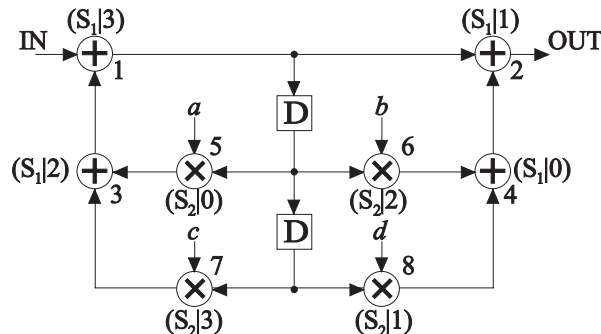 (S₁|3) (S₁|1)
IN OUT
1 2
D
a b
5 6
(S₁|2) (S₁|0)
3 4
(S₂|0) (S₂|2)
D
c d
7 8
(S₂|3) (S₂|1)